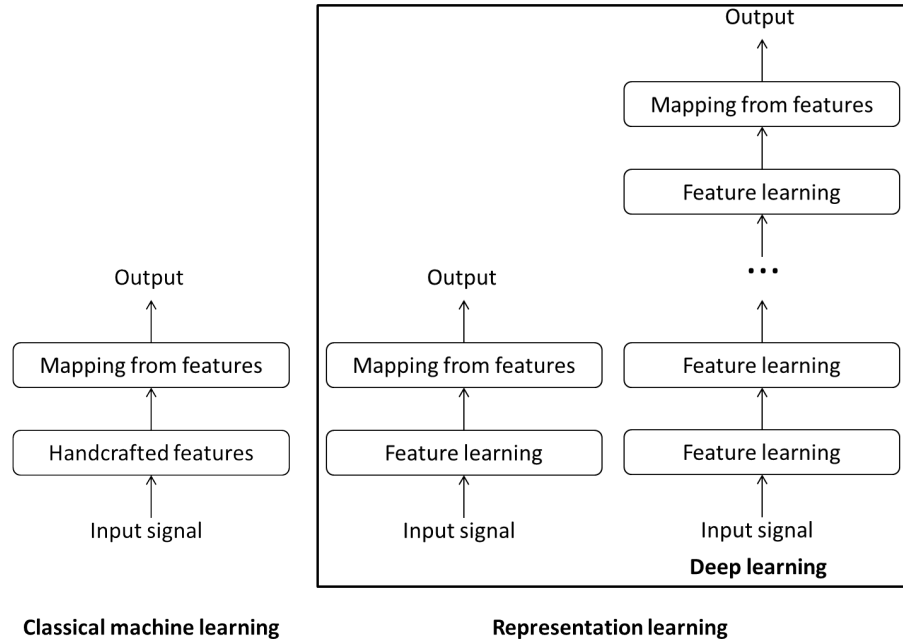 Output
Mapping from features
Handcrafted features
Input signal
Classical machine learning
Output
Mapping from features
Feature learning
Input signal
Output
Mapping from features
Feature learning
...
Feature learning
Feature learning
Input signal
Deep learning
Representation learning